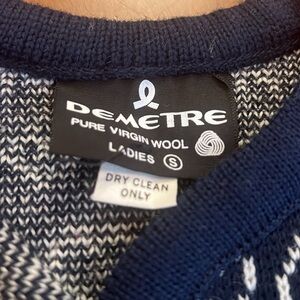 DEMETRE
PURE VIRGIN WOOL
LADIES S
DRY CLEAN
ONLY